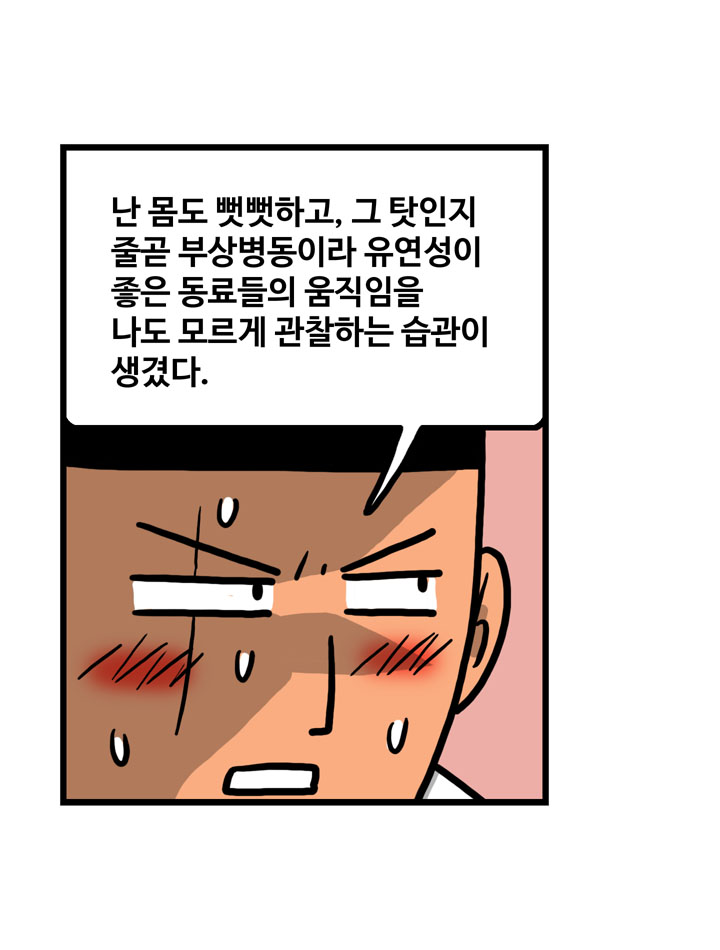 난 몸도 뻣뻣하고, 그 탓인지
줄곧 부상병동이라 유연성이
좋은 동료들의 움직임을
나도 모르게 관찰하는 습관이
생겼다.